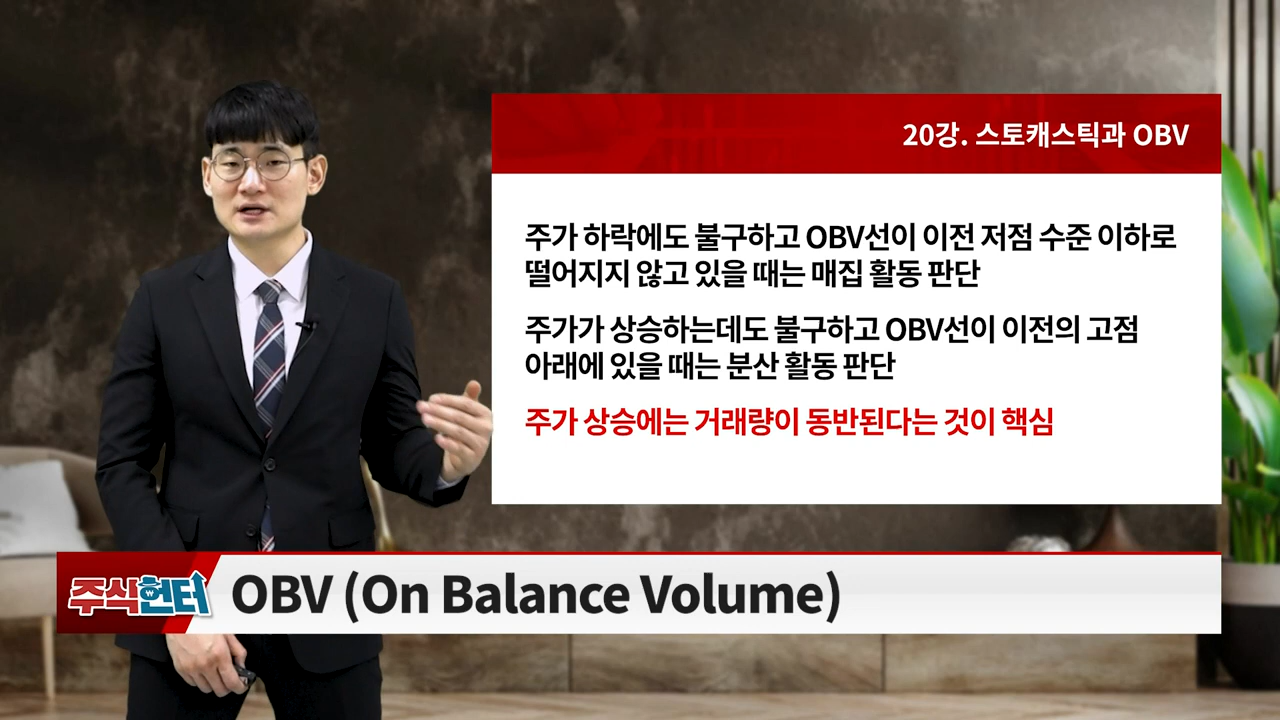 20강. 스토캐스틱과 OBV
주가 하락에도 불구하고 OBV선이 이전 저점 수준 이하로
떨어지지 않고 있을 때는 매집 활동 판단
주가가 상승하는데도 불구하고 OBV선이 이전의 고점
아래에 있을 때는 분산 활동 판단
주가 상승에는 거래량이 동반된다는 것이 핵심
주식헌터
OBV (On Balance Volume)